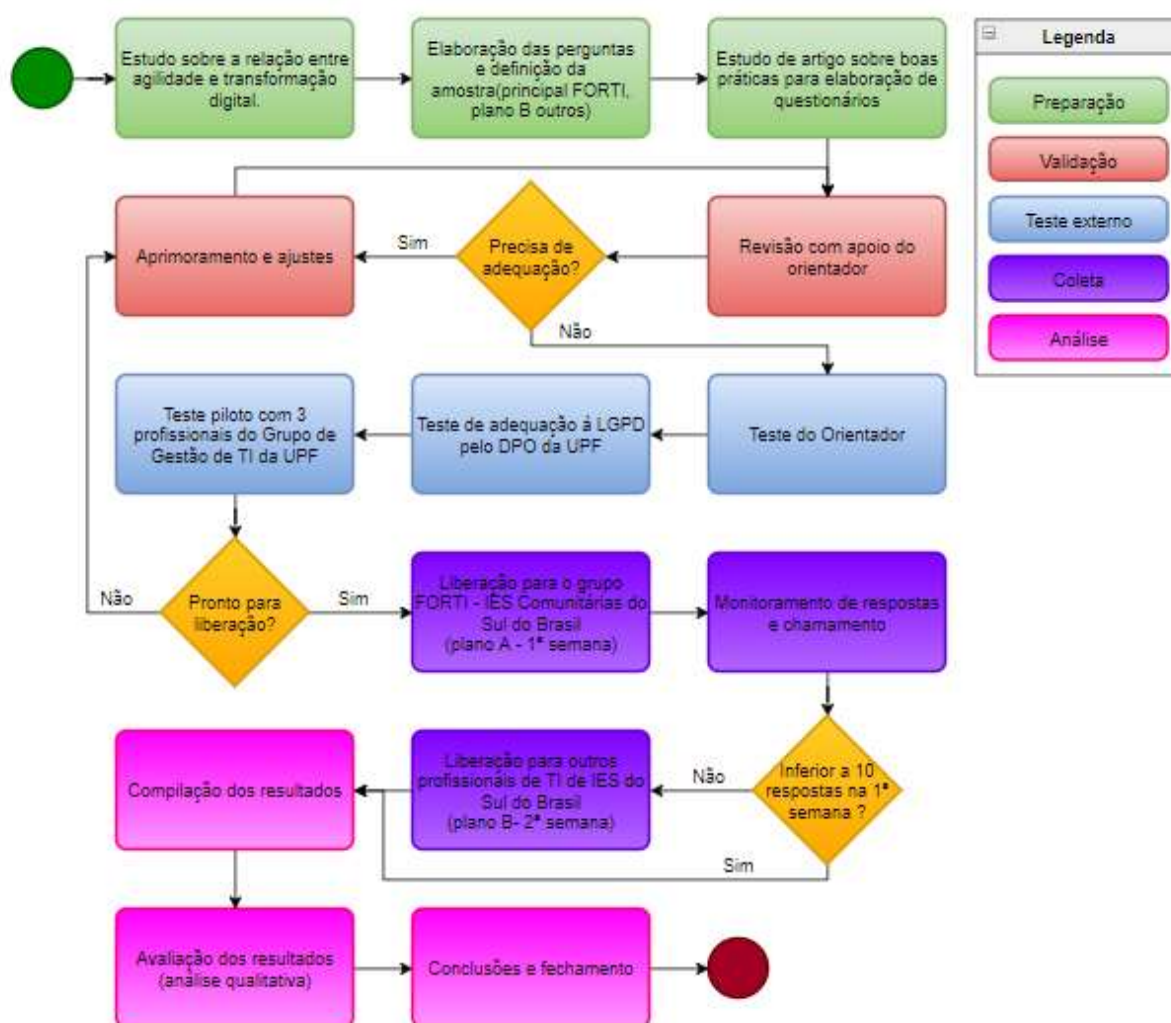 Estudo sobre a relação entre
agilidade e transformação
digital.
Elaboração das perguntas
e definição da
amostra(principal FORTI,
plano B outros)
Estudo de artigo sobre boas
práticas para elaboração de
questionários
Legenda
Preparação
Validação
Teste externo
Coleta
Análise
Aprimoramento e ajustes
Sim
Precisa de
adequação?
Revisão com apoio do
orientador
Não
Teste piloto com 3
profissionais do Grupo de
Gestão de TI da UPF
Teste de adequação á LGPD
pelo DPO da UPF
Teste do Orientador
Não
Pronto para
liberação?
Sim
Liberação para o grupo
FORTI - IES Comunitárias do
Sul do Brasil
(plano A - 1ª semana)
Monitoramento de respostas
e chamamento
Compilação dos resultados
Liberação para outros
profissionais de TI de IES do
Sul do Brasil
(plano B- 2ª semana)
Não
Inferior a 10
respostas na 1ª
semana ?
Sim
Avaliação dos resultados
(análise qualitativa)
Conclusões e fechamento